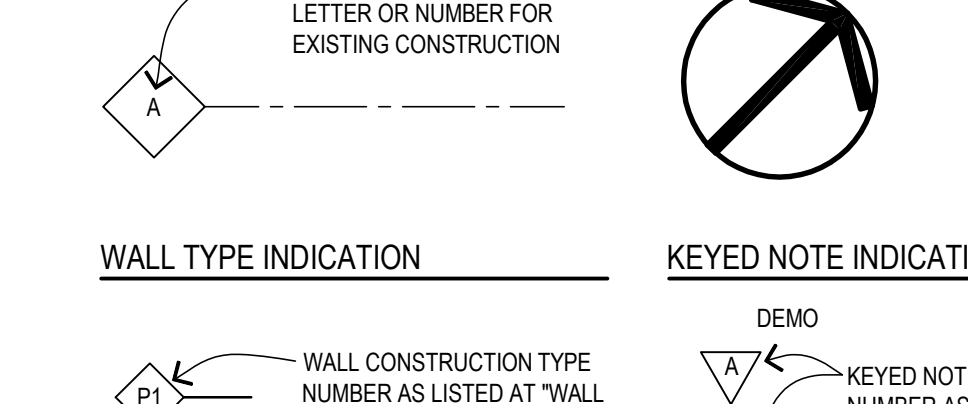 LETTER OR NUMBER FOR
EXISTING CONSTRUCTION
A
WALL TYPE INDICATION
P1
WALL CONSTRUCTION TYPE
NUMBER AS LISTED AT "WALL
KEYED NOTE INDICATI
DEMO
A
KEYED NOT
NUMBER AS